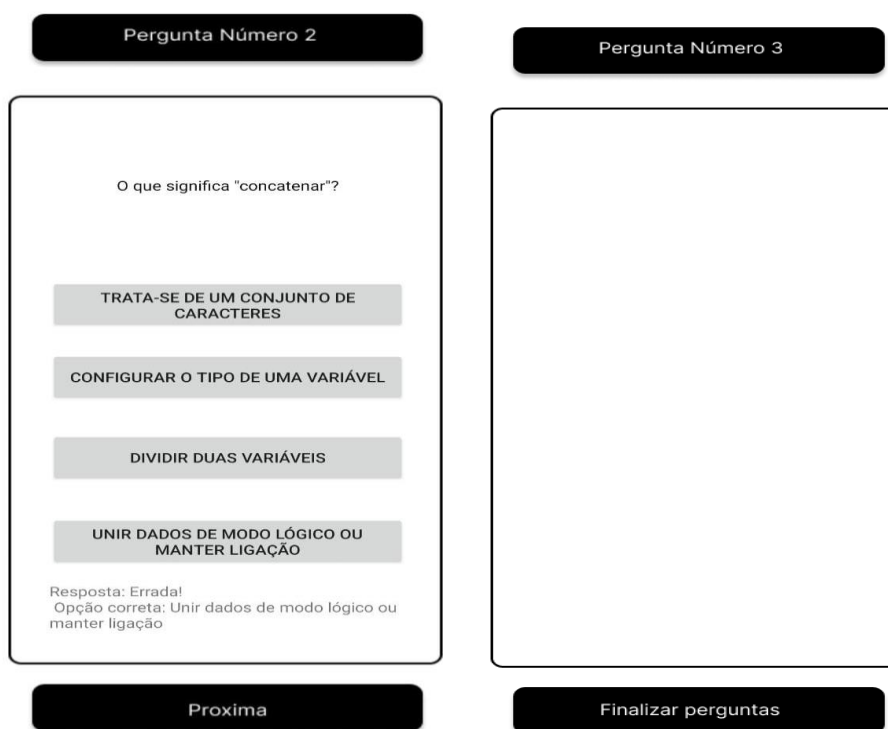 Pergunta Número 2
O que significa "concatenar"?
TRATA-SE DE UM CONJUNTO DE
CARACTERES
CONFIGURAR O TIPO DE UMA VARIÁVEL
DIVIDIR DUAS VARIÁVEIS
UNIR DADOS DE MODO LÓGICO OU
MANTER LIGAÇÃO
Resposta: Errada!
Opção correta: Unir dados de modo lógico ou
manter ligação
Proxima
Pergunta Número 3
Finalizar perguntas